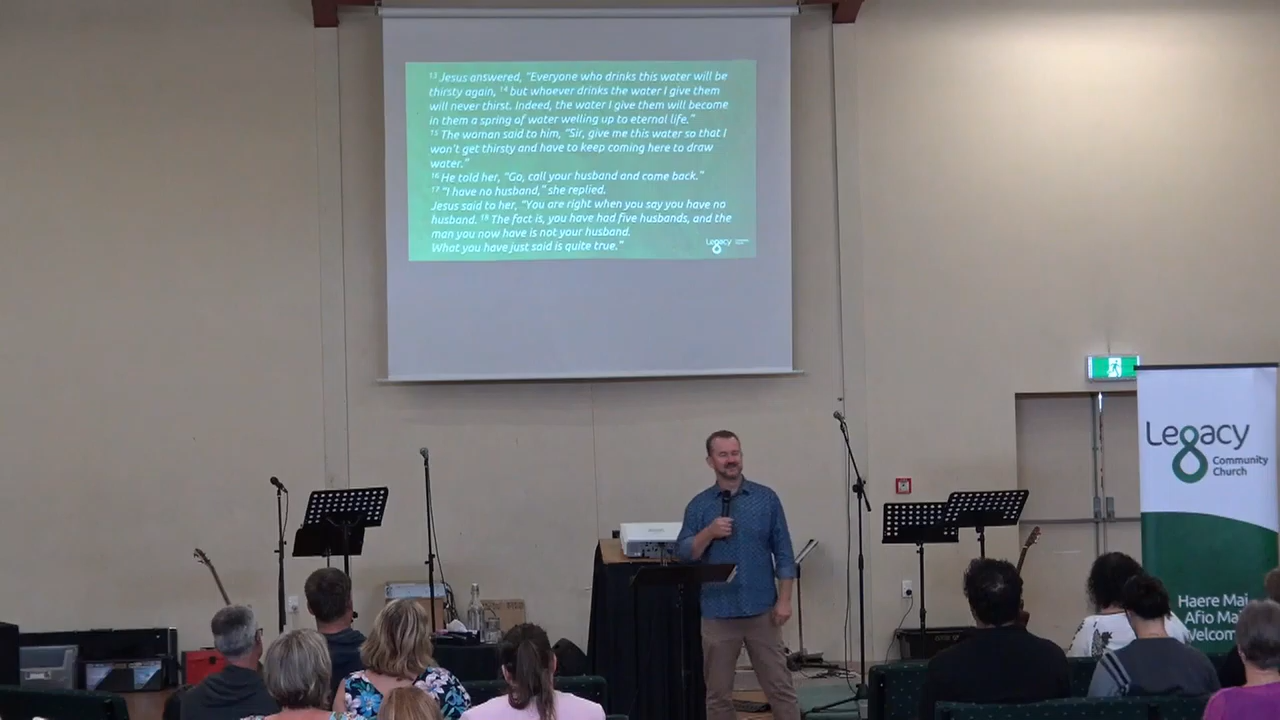 13 Jesus answered, "Everyone who drinks this water will be
thirsty again, 14 but whoever drinks the water I give them
will never thirst. Indeed, the water I give them will become
in them a spring of water welling up to eternal life."
15 The woman said to him, "Sir, give me this water so that I
won't get thirsty and have to keep coming here to draw
water."
16 He told her, "Go, call your husband and come back."
17 "I have no husband," she replied.
Jesus said to her, "You are right when you say you have no
husband. 18 The fact is, you have had five husbands, and the
man you now have is not your husband.
What you have just said is quite true."
Legacy
Legacy
Community
Church
Haere Mai
Afio Mai
Welcom